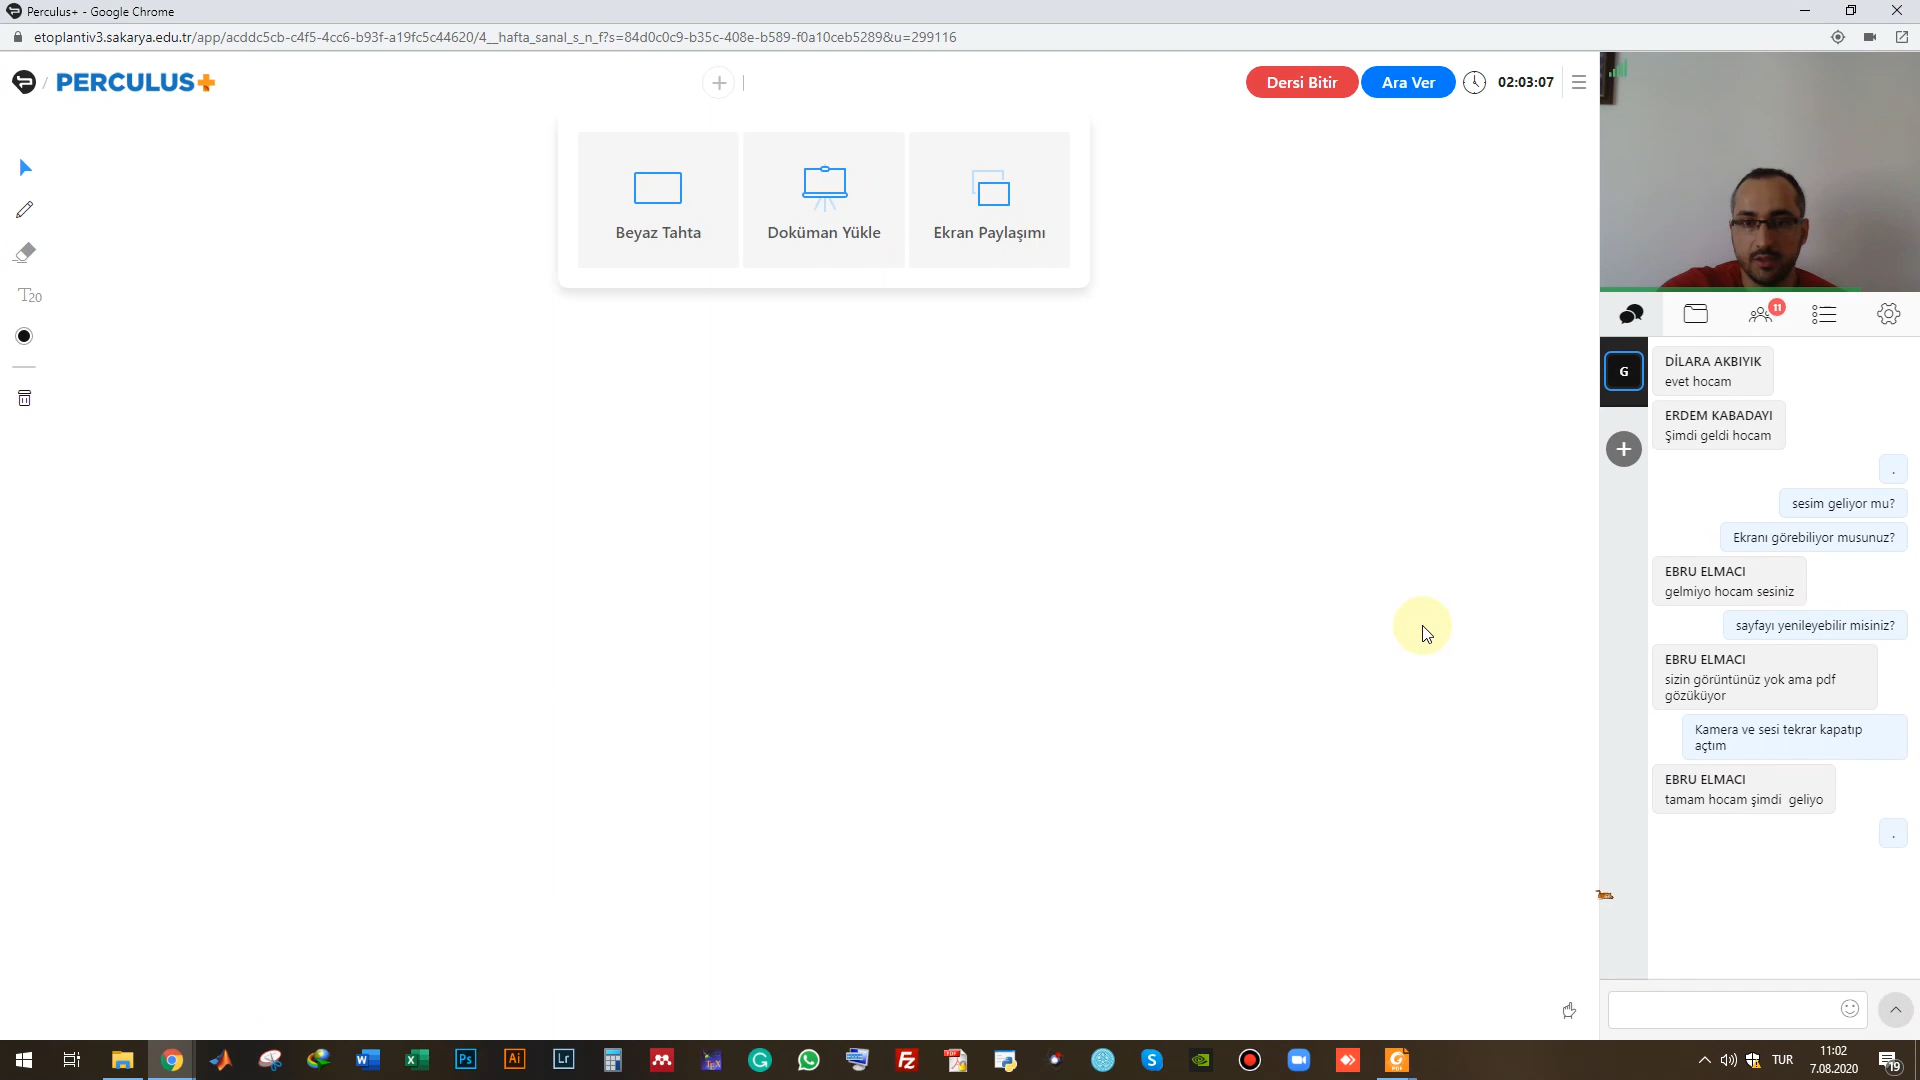 Perculus+ - Google Chrome
etoplantiv3.sakarya.edu.tr/app/acddc5cb-c4f5-4cc6-b93f-a19fc5c44620/4__hafta_sanal_s_n_f?s=84d0c0c9-b35c-408e-b589-f0a10ceb5289&u=299116
/ PERCULUS+
Dersi Bitir
Ara Ver
02:03:07
Beyaz Tahta
Doküman Yükle
Ekran Paylaşımı
T20
11
G
DİLARA AKBIYIK
evet hocam
ERDEM KABADAYI
Şimdi geldi hocam
.
sesim geliyor mu?
Ekranı görebiliyor musunuz?
EBRU ELMACI
gelmiyo hocam sesiniz
sayfayı yenileyebilir misiniz?
EBRU ELMACI
sizin görüntünüz yok ama pdf
gözüküyor
Kamera ve sesi tekrar kapatıp
açtım
EBRU ELMACI
tamam hocam şimdi geliyo
.
Ps
Ai
Lr
TUR
11:02
7.08.2020
19